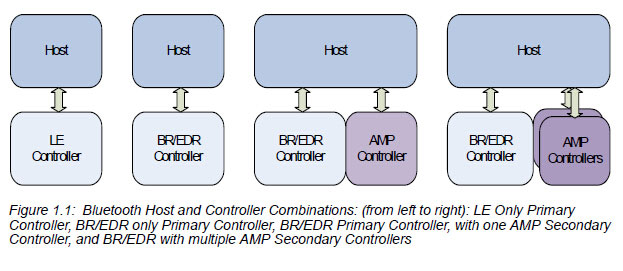 Host
Host
Host
Host
LE
Controller
BR/EDR
Controller
BR/EDR
Controller
AMP
Controller
BR/EDR
Controller
AMP
Controllers
Figure 1.1: Bluetooth Host and Controller Combinations: (from left to right): LE Only Primary
Controller, BR/EDR only Primary Controller, BR/EDR Primary Controller, with one AMP Secondary
Controller, and BR/EDR with multiple AMP Secondary Controllers